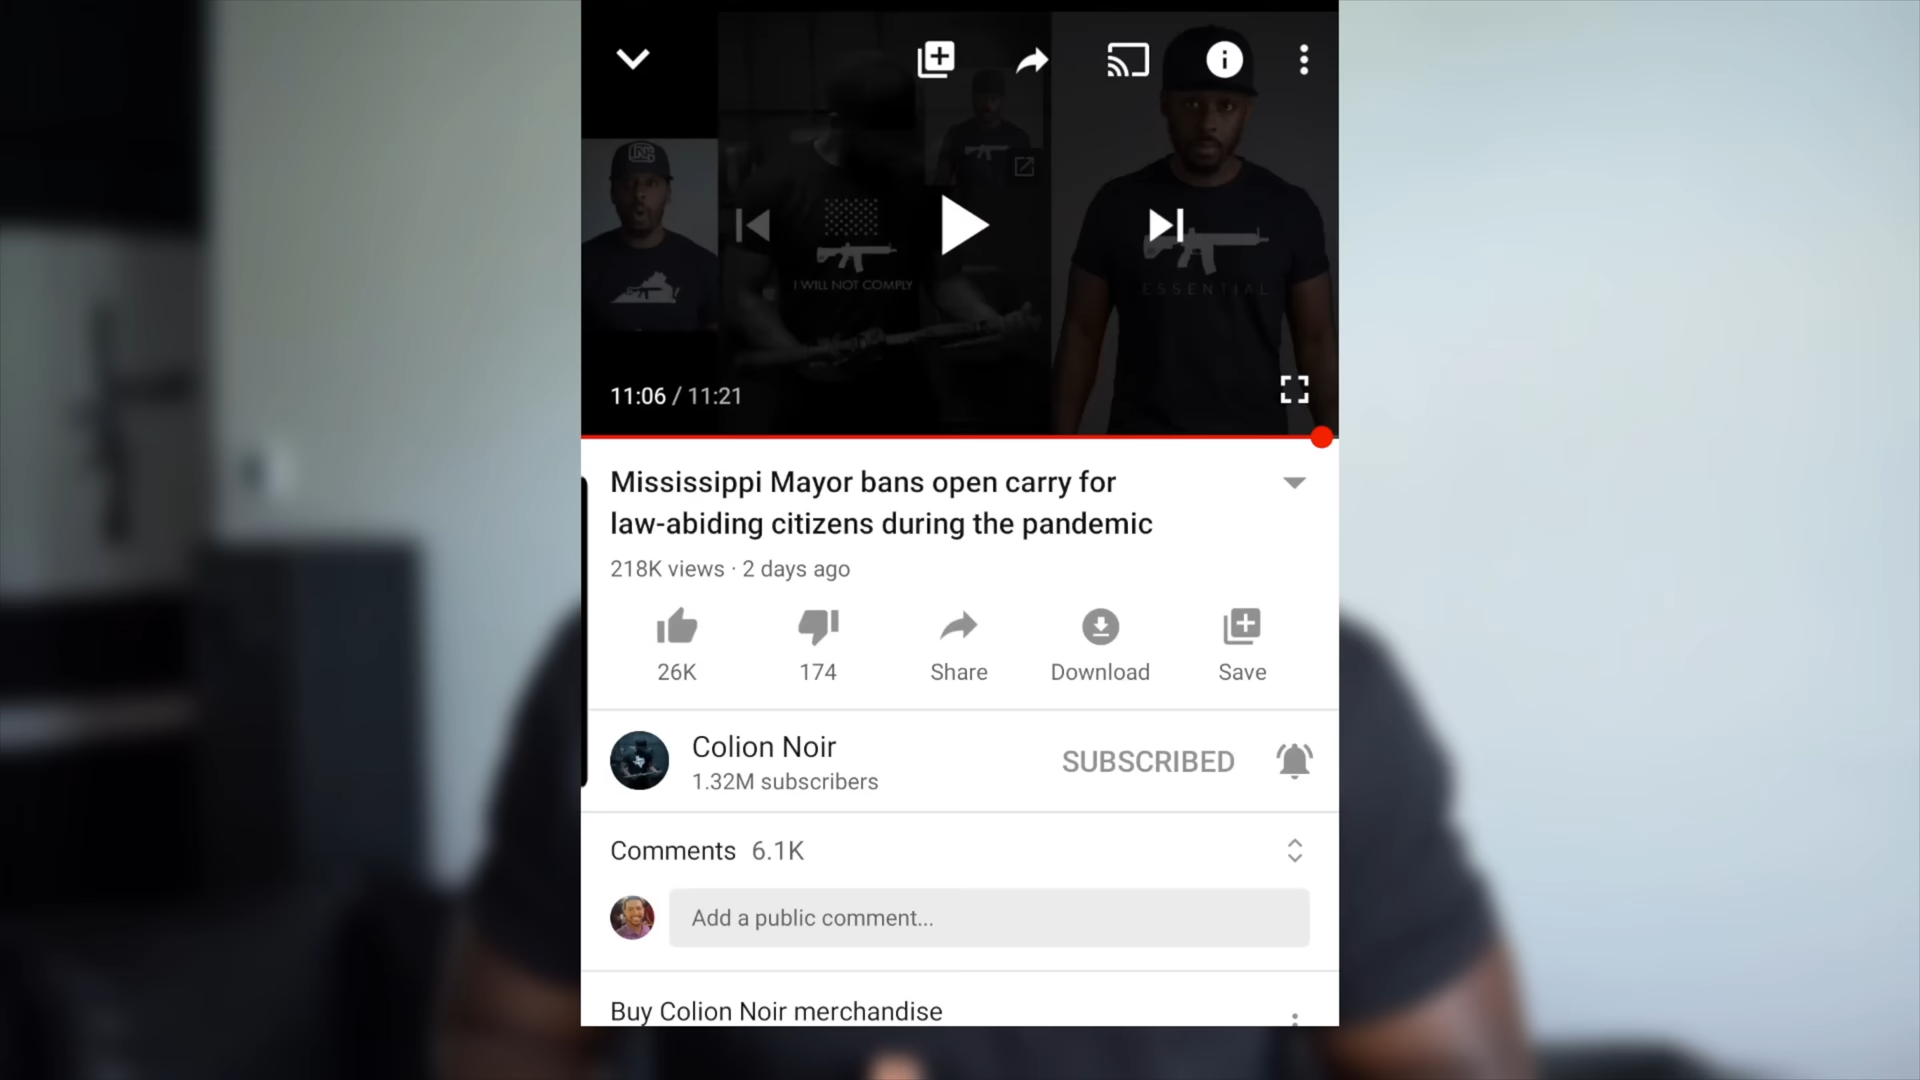 I WILL NOT COMPLY
ESSENTIAL
11:06 / 11:21
Mississippi Mayor bans open carry for
law-abiding citizens during the pandemic
218K views · 2 days ago
26K
174
Share
Download
Save
Colion Noir
1.32M subscribers
SUBSCRIBED
Comments 6.1K
Add a public comment...
Buy Colion Noir merchandise